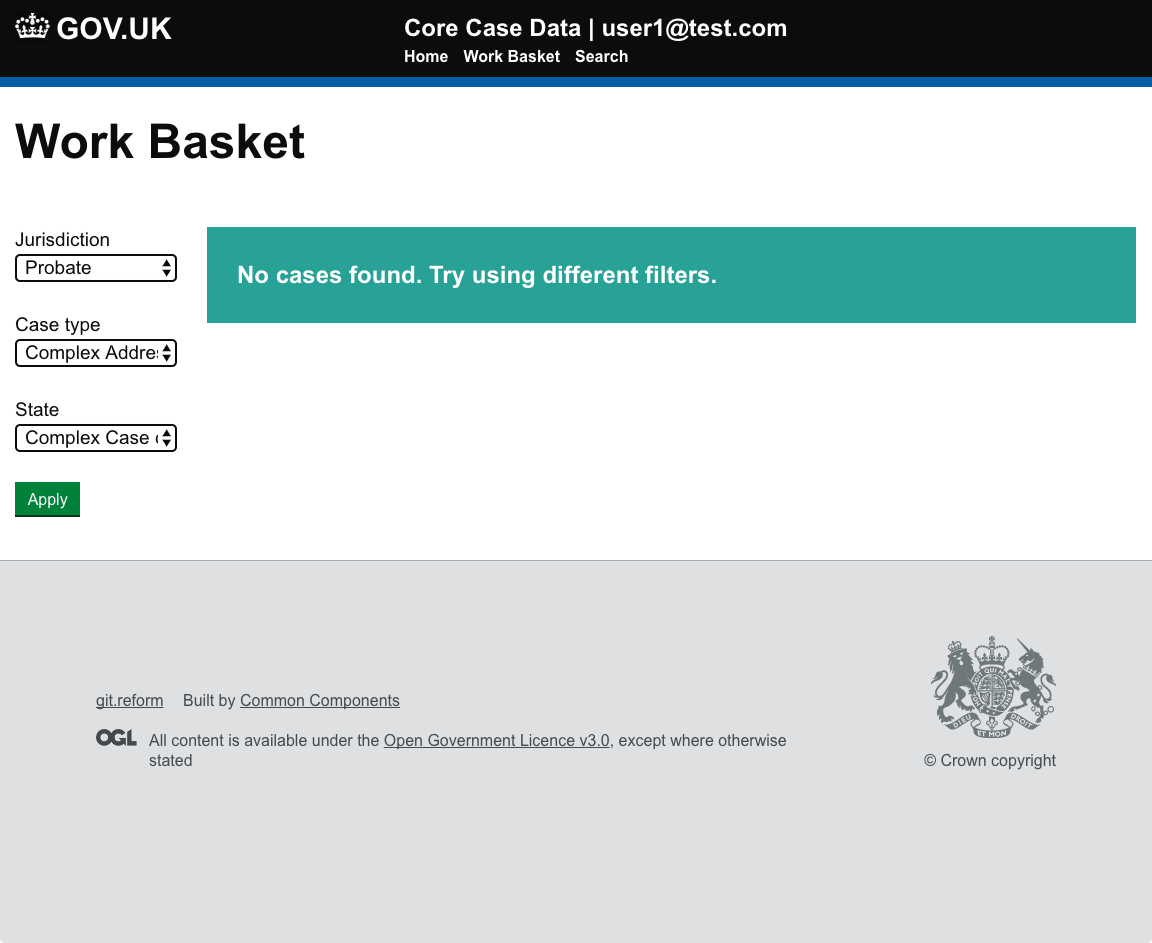 GOV.UK
Core Case Data | user1@test.com
Home Work Basket Search
Work Basket
Jurisdiction
Probate
No cases found. Try using different filters.
Case type
Complex Addres
State
Complex Case
Apply
git.reform Built by Common Components
OGL All content is available under the Open Government Licence v3.0, except where otherwise
stated
DIEU ET MON DROIT
© Crown copyright